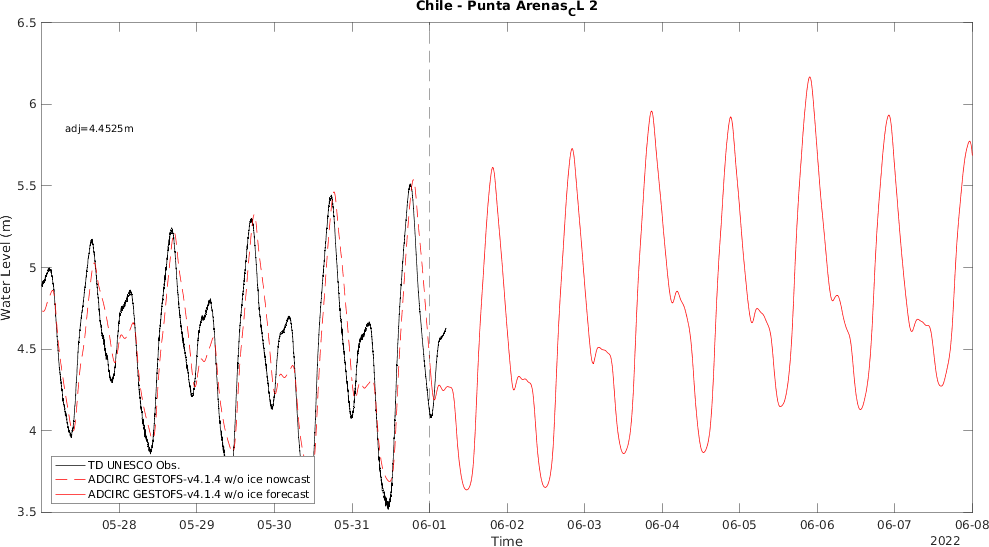 Chile - Punta Arenas_CL 2
6.5
6
5.5
5
4.5
4
3.5
Water Level (m)
adj=4.4525m
TD UNESCO Obs.
ADCIRC GESTOFS-v4.1.4 w/o ice nowcast
ADCIRC GESTOFS-v4.1.4 w/o ice forecast
05-28 05-29 05-30 05-31 06-01 06-02 06-03 06-04 06-05 06-06 06-07 06-08
Time
2022